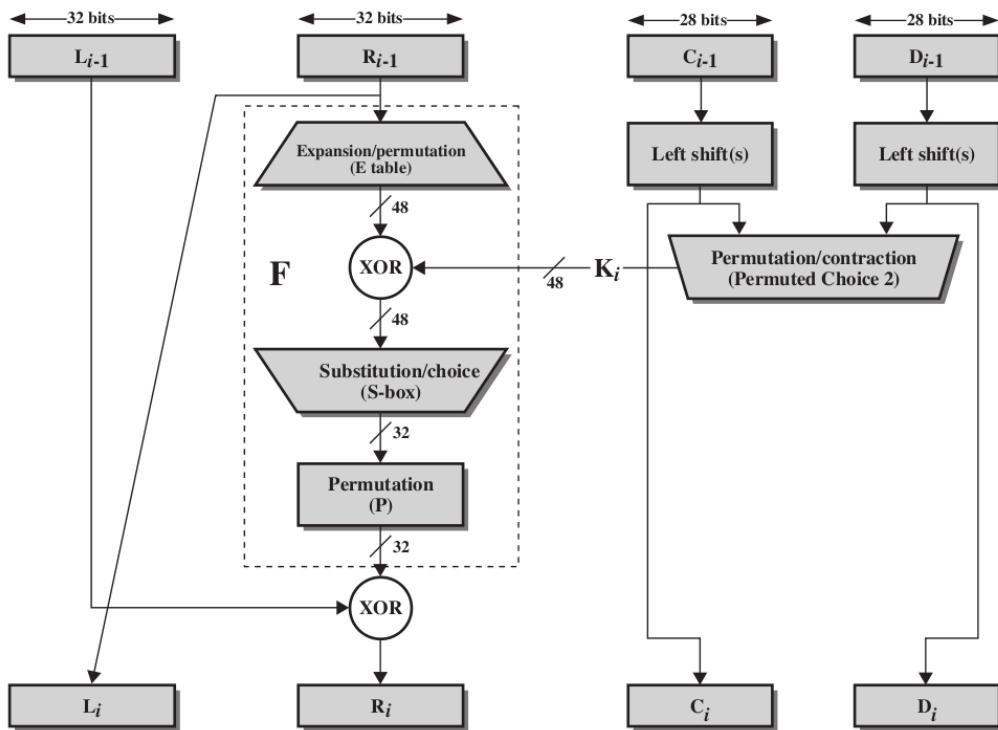 32 bits
32 bits
28 bits
28 bits
Li-1
Ri-1
Ci-1
Di-1
Expansion/permutation
(E table)
Left shift(s)
Left shift(s)
48
F
XOR
48
Ki
Permutation/contraction
(Permuted Choice 2)
48
Substitution/choice
(S-box)
32
Permutation
(P)
32
XOR
Li
Ri
Ci
Di